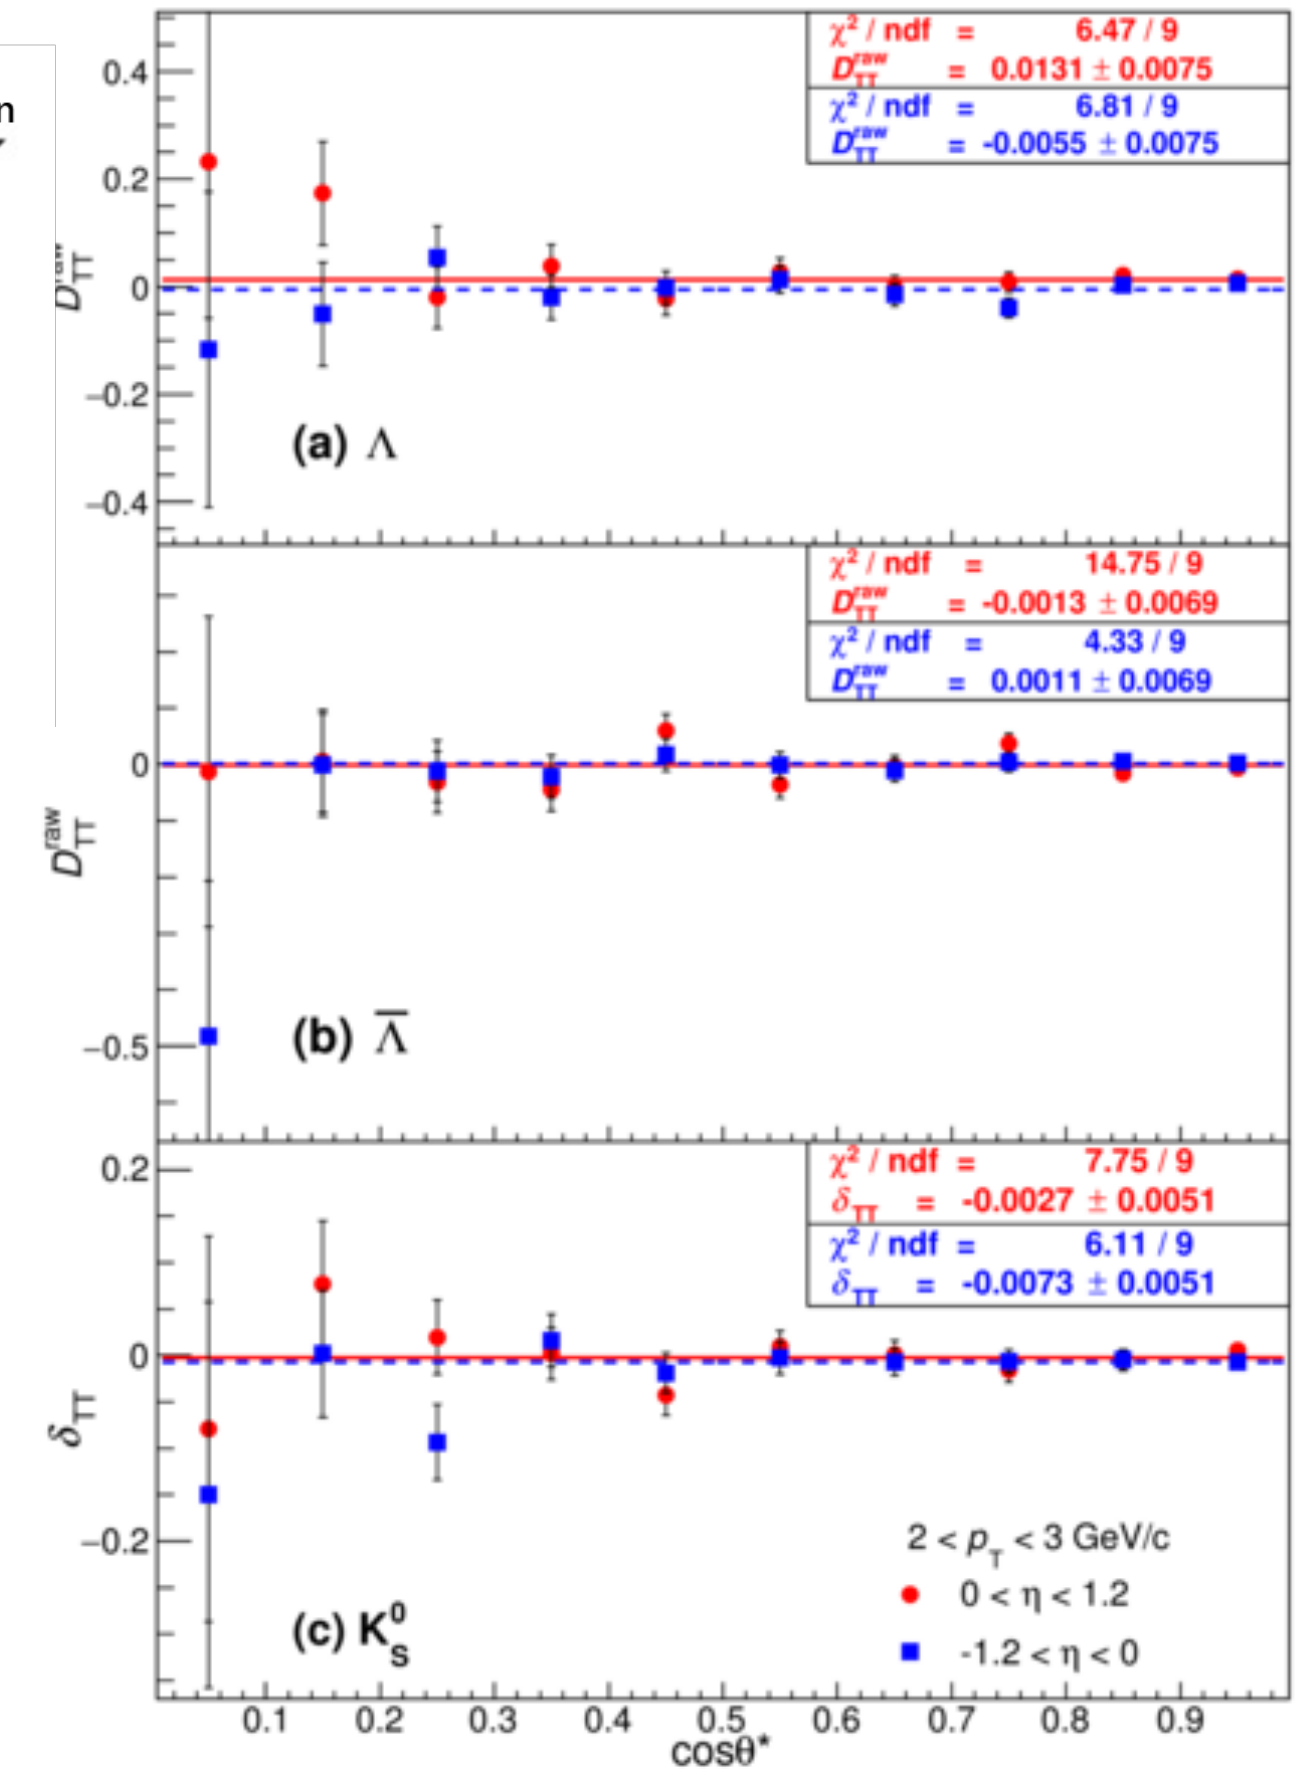 n
χ² / ndf = 6.47 / 9
D_TT^raw = 0.0131 ± 0.0075
χ² / ndf = 6.81 / 9
D_TT^raw = -0.0055 ± 0.0075
0.4
0.2
0
−0.2
−0.4
D_TT^raw
(a) Λ
χ² / ndf = 14.75 / 9
D_TT^raw = -0.0013 ± 0.0069
χ² / ndf = 4.33 / 9
D_TT^raw = 0.0011 ± 0.0069
0
−0.5
D_TT^raw
(b) Λ̅
χ² / ndf = 7.75 / 9
δ_TT = -0.0027 ± 0.0051
χ² / ndf = 6.11 / 9
δ_TT = -0.0073 ± 0.0051
0.2
0
−0.2
δ_TT
2 < p_T < 3 GeV/c
0 < η < 1.2
-1.2 < η < 0
(c) K_S^0
0.1 0.2 0.3 0.4 0.5 0.6 0.7 0.8 0.9
cosθ*